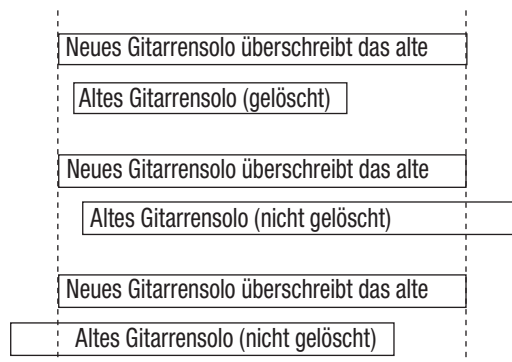 Neues Gitarrensolo überschreibt das alte
Altes Gitarrensolo (gelöscht)
Neues Gitarrensolo überschreibt das alte
Altes Gitarrensolo (nicht gelöscht)
Neues Gitarrensolo überschreibt das alte
Altes Gitarrensolo (nicht gelöscht)